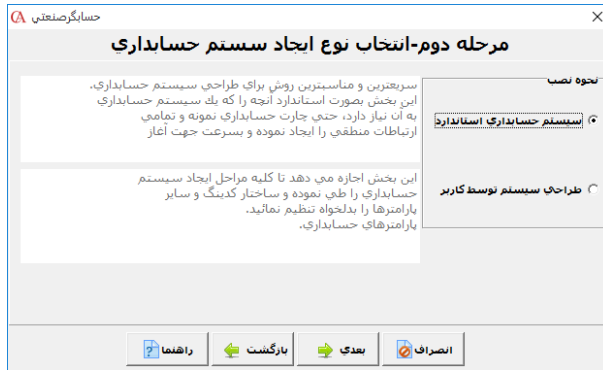 حسابگرصنعتي
مرحله دوم-انتخاب نوع ايجاد سستم حسابداري
نحوه نصب
سيستم حسابداري استاندارد
سريعترين و مناسبترين روش براي طراحي سيستم حسابداري.
اين بخش بصورت استاندارد آنچه را كه يك سيستم حسابداري
به آن نياز دارد، حتي چارت حسابداري نمونه و تمامي
ارتباطات منطقي را ايجاد نموده و بسرعت جهت آغاز
طراحي سيستم توسط كاربر
اين بخش اجازه مي دهد تا كليه مراحل ايجاد سيستم
حسابداري را طي نموده و ساختار كدينگ و ساير
پارامترها را بدلخواه تنظيم نمائيد.
پارامترهاي حسابداري.
انصراف
بعدي
بازگشت
راهنما